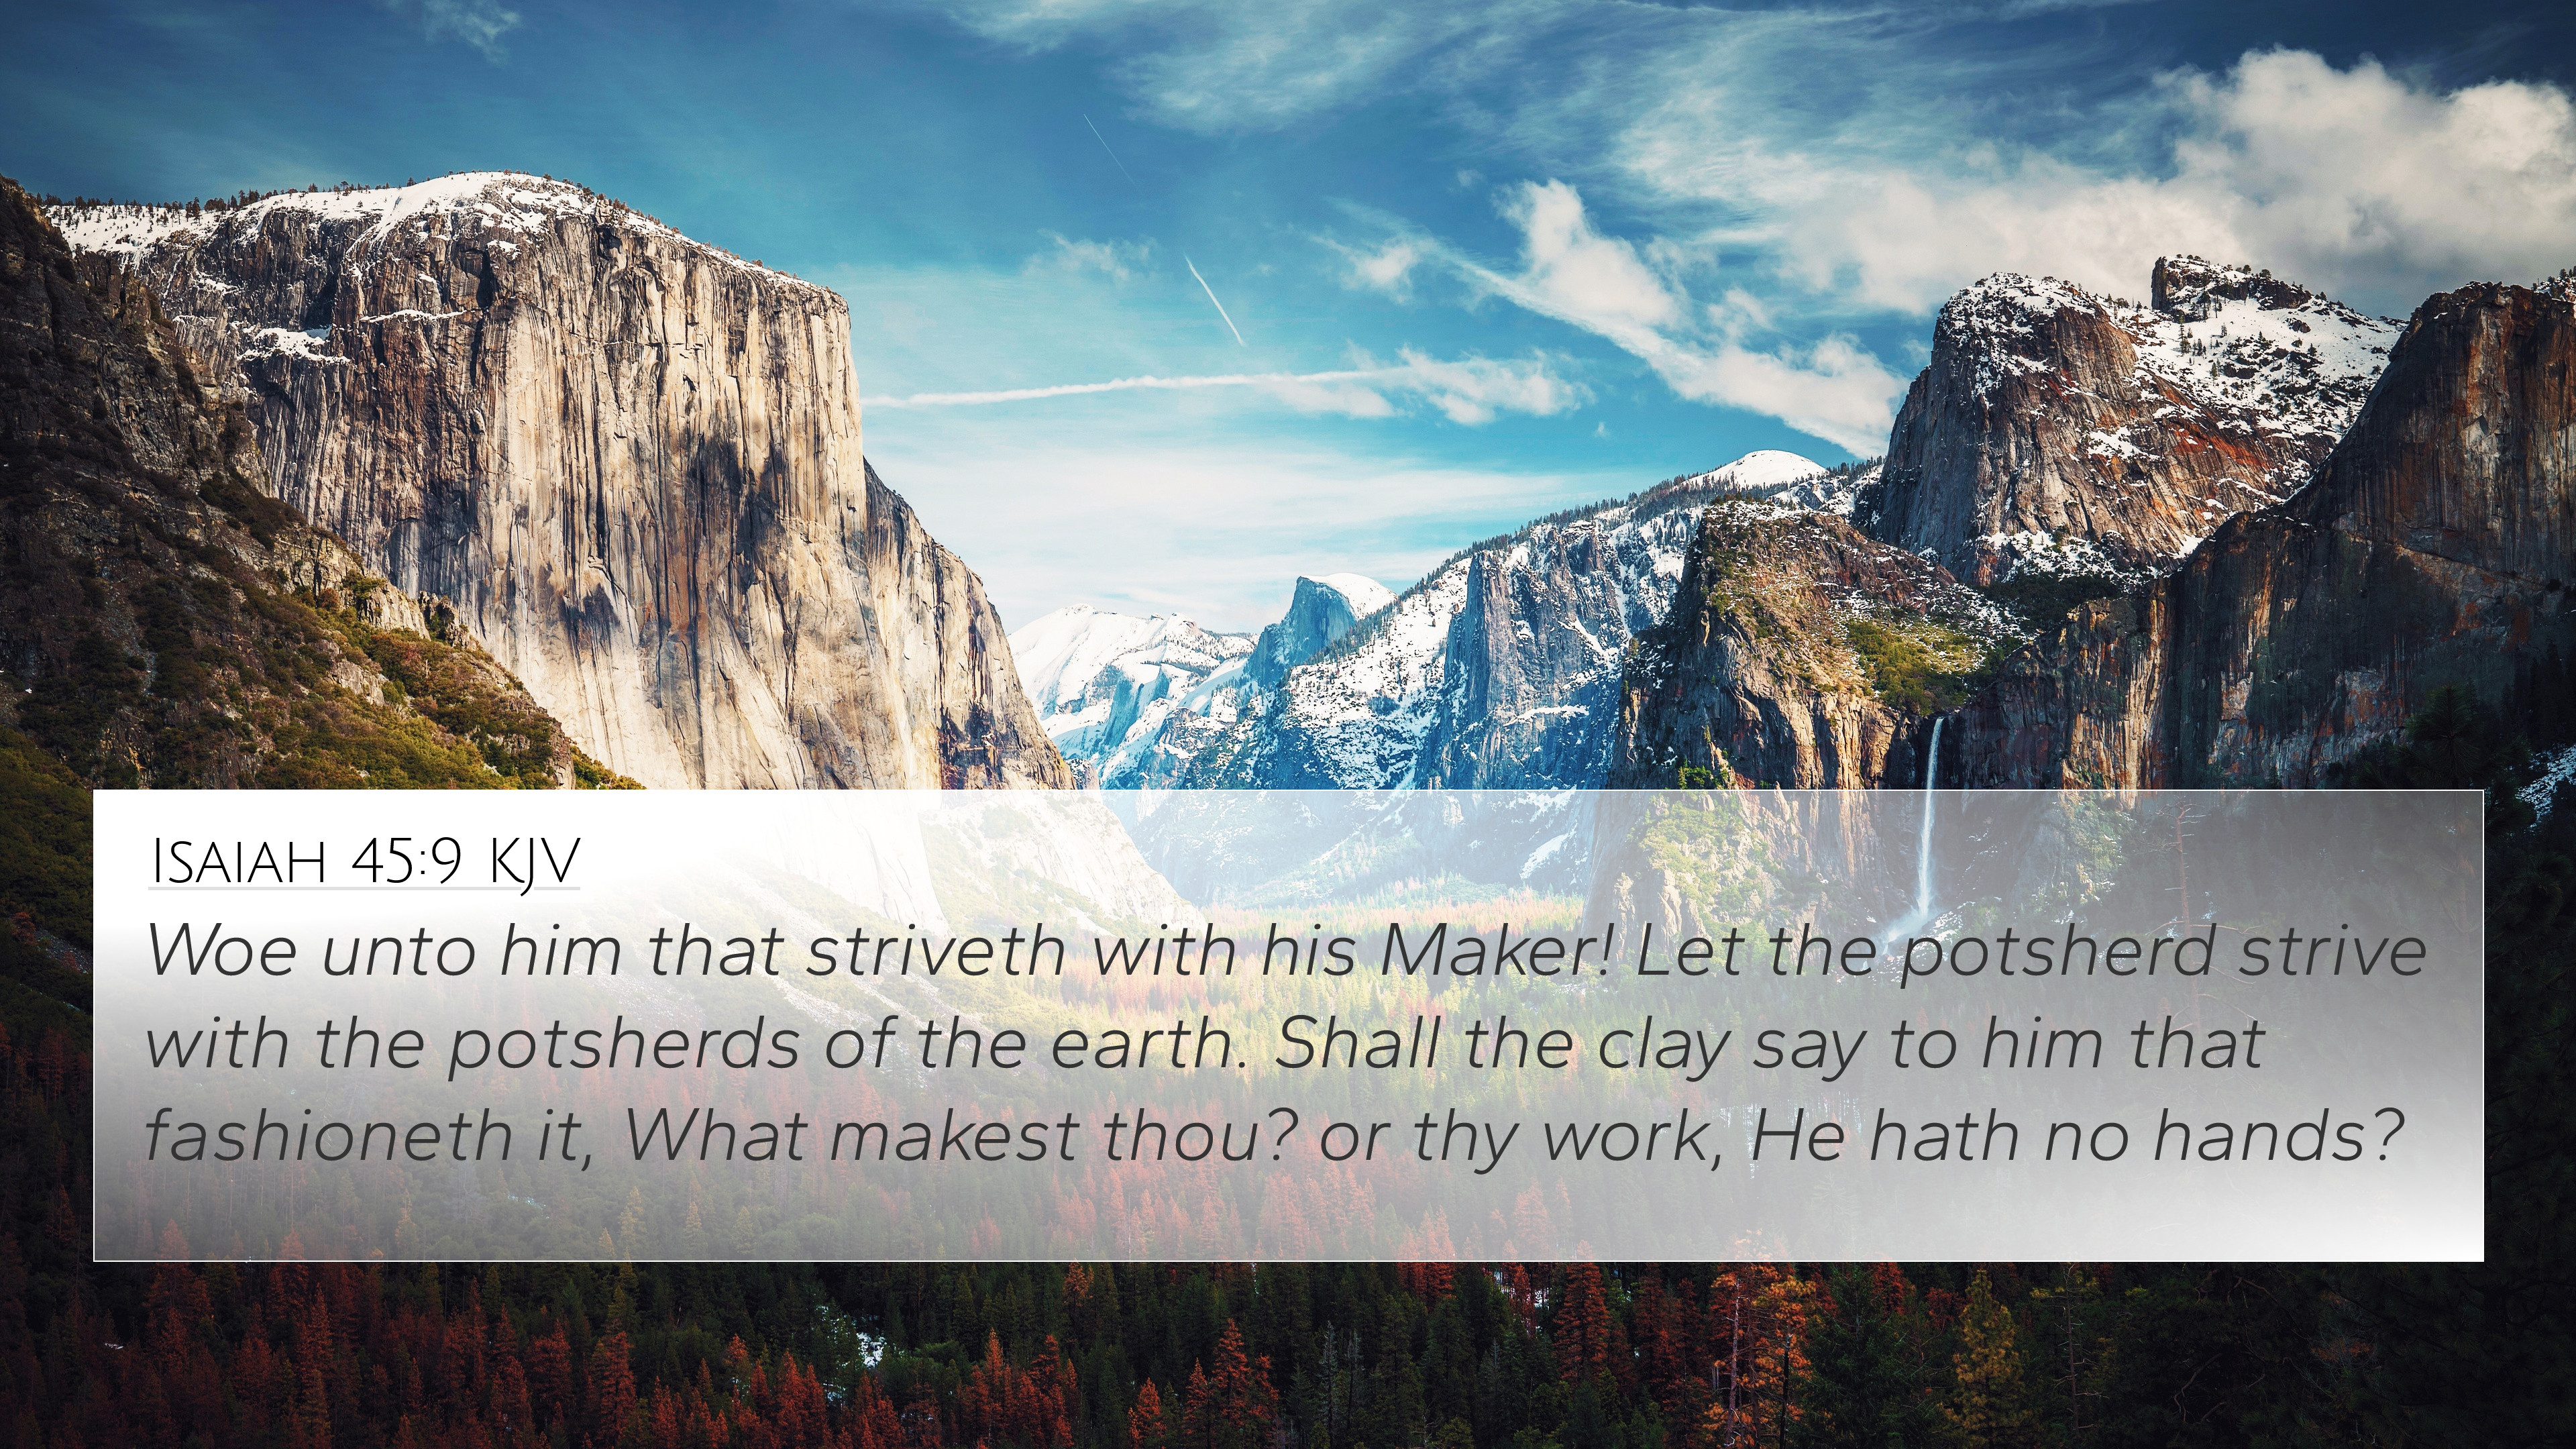 Isaiah 45:9 KJV
Woe unto him that striveth with his Maker! Let the potsherd strive
with the potsherds of the earth. Shall the clay say to him that
fashioneth it, What makest thou? or thy work, He hath no hands?